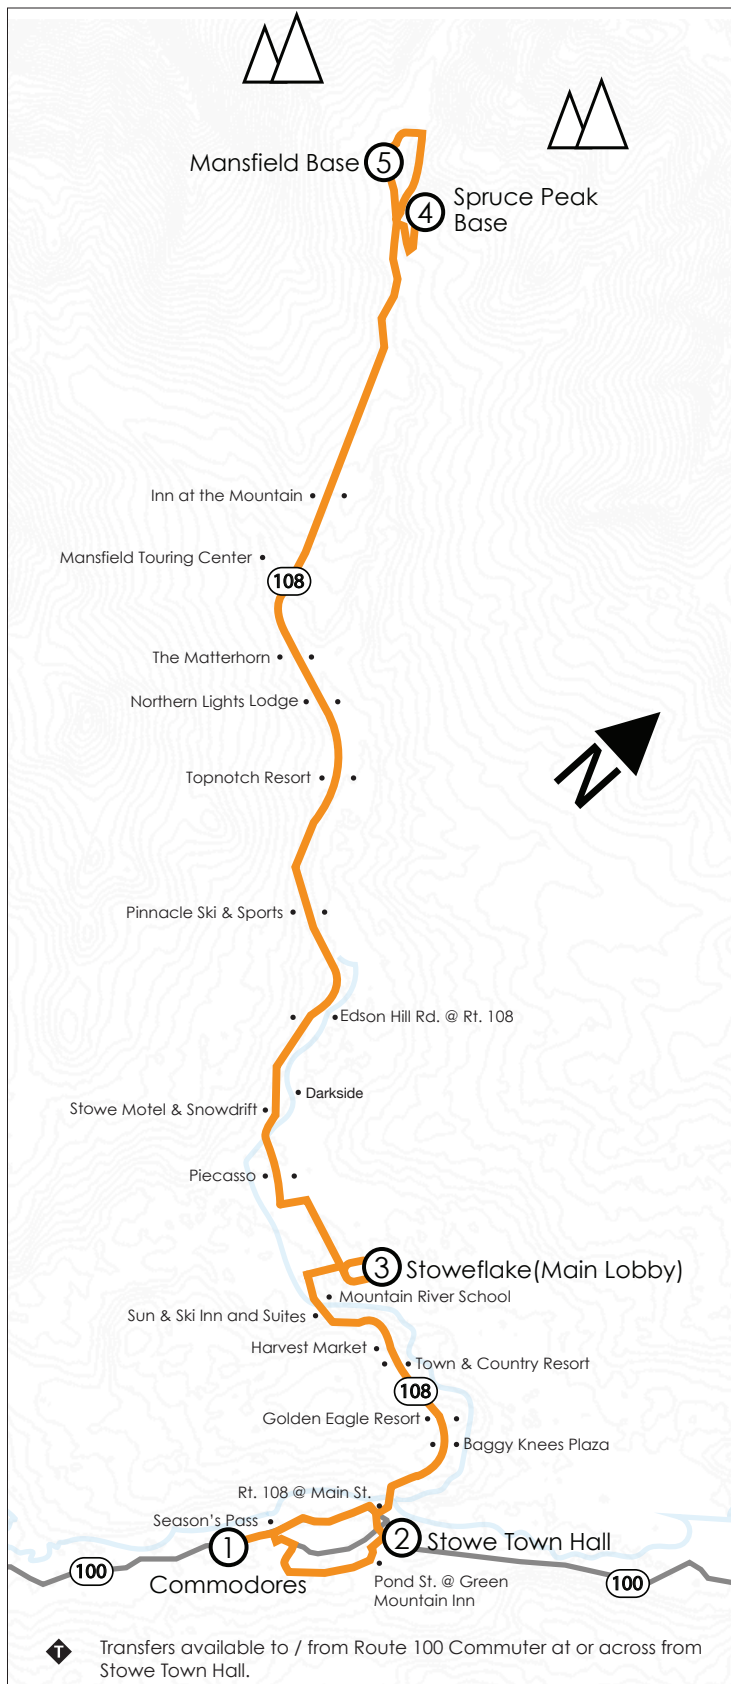 Mansfield Base
5
4
Spruce Peak
Base
Inn at the Mountain
Mansfield Touring Center
108
The Matterhorn
Northern Lights Lodge
N
Topnotch Resort
Pinnacle Ski & Sports
Edson Hill Rd. @ Rt. 108
Darkside
Stowe Motel & Snowdrift
Piecasso
3
Stoweflake(Main Lobby)
Mountain River School
Sun & Ski Inn and Suites
Harvest Market
Town & Country Resort
108
Golden Eagle Resort
Baggy Knees Plaza
Rt. 108 @ Main St.
Season's Pass
1
2
Stowe Town Hall
Commodores
100
Pond St. @ Green
Mountain Inn
100
T
Transfers available to / from Route 100 Commuter at or across from
Stowe Town Hall.